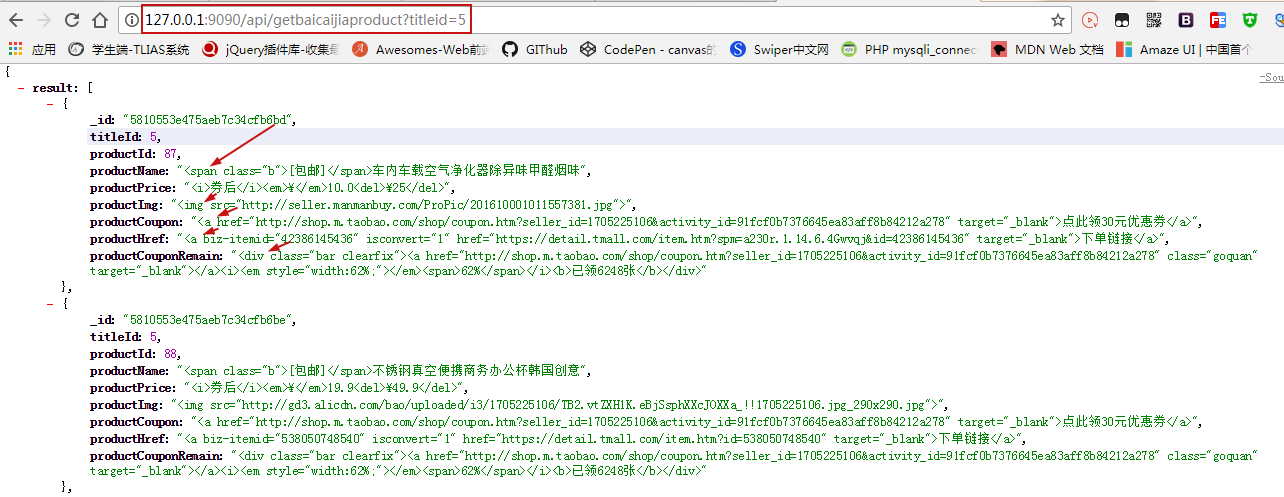 127.0.0.1:9090/api/getbaicaijiaproduct?titleid=5
应用 学生端-TLIAS系统 jQuery插件库-收集最 Awesomes-Web前端 GITHub CodePen - canvas的 Swiper中文网 PHP mysqli_connec MDN Web 文档 Amaze UI | 中国首个
{
-Sou
- result: [
- {
_id: "5810553e475aeb7c34cfb6bd",
titleId: 5,
productId: 87,
productName: "<span class="b">[包邮]</span>车内车载空气净化器除异味甲醛烟味",
productPrice: "<i>券后</i><em>¥</em>10.0<del>¥25</del>",
productImg: "<img src="http://seller.manmanbuy.com/ProPic/201610001011557381.jpg">",
productCoupon: "<a href="http://shop.m.taobao.com/shop/coupon.htm?seller_id=1705225106&activity_id=91fcf0b7376645ea83aff8b84212a278" target="_blank">点此领30元优惠券</a>",
productHref: "<a biz-itemid="42386145436" isconvert="1" href="https://detail.tmall.com/item.htm?spm=a230r.1.14.6.4Gwvqj&id=42386145436" target="_blank">下单链接</a>",
productCouponRemain: "<div class="bar clearfix"><a href="http://shop.m.taobao.com/shop/coupon.htm?seller_id=1705225106&activity_id=91fcf0b7376645ea83aff8b84212a278" class="goquan"
target="_blank"></a><i><em style="width:62%;"></em><span>62%</span></i><b>已领6248张</b></div>"
},
- {
_id: "5810553e475aeb7c34cfb6be",
titleId: 5,
productId: 88,
productName: "<span class="b">[包邮]</span>不锈钢真空便携商务办公杯韩国创意",
productPrice: "<i>券后</i><em>¥</em>19.9<del>¥49.9</del>",
productImg: "<img src="http://gd3.alicdn.com/bao/uploaded/i3/1705225106/TB2.vtZXH1K.eBjSsphXXcJOXXa_!!1705225106.jpg_290x290.jpg">",
productCoupon: "<a href="http://shop.m.taobao.com/shop/coupon.htm?seller_id=1705225106&activity_id=91fcf0b7376645ea83aff8b84212a278" target="_blank">点此领30元优惠券</a>",
productHref: "<a biz-itemid="538050748540" isconvert="1" href="https://detail.tmall.com/item.htm?id=538050748540" target="_blank">下单链接</a>",
productCouponRemain: "<div class="bar clearfix"><a href="http://shop.m.taobao.com/shop/coupon.htm?seller_id=1705225106&activity_id=91fcf0b7376645ea83aff8b84212a278" class="goquan"
target="_blank"></a><i><em style="width:62%;"></em><span>62%</span></i><b>已领6248张</b></div>"
},